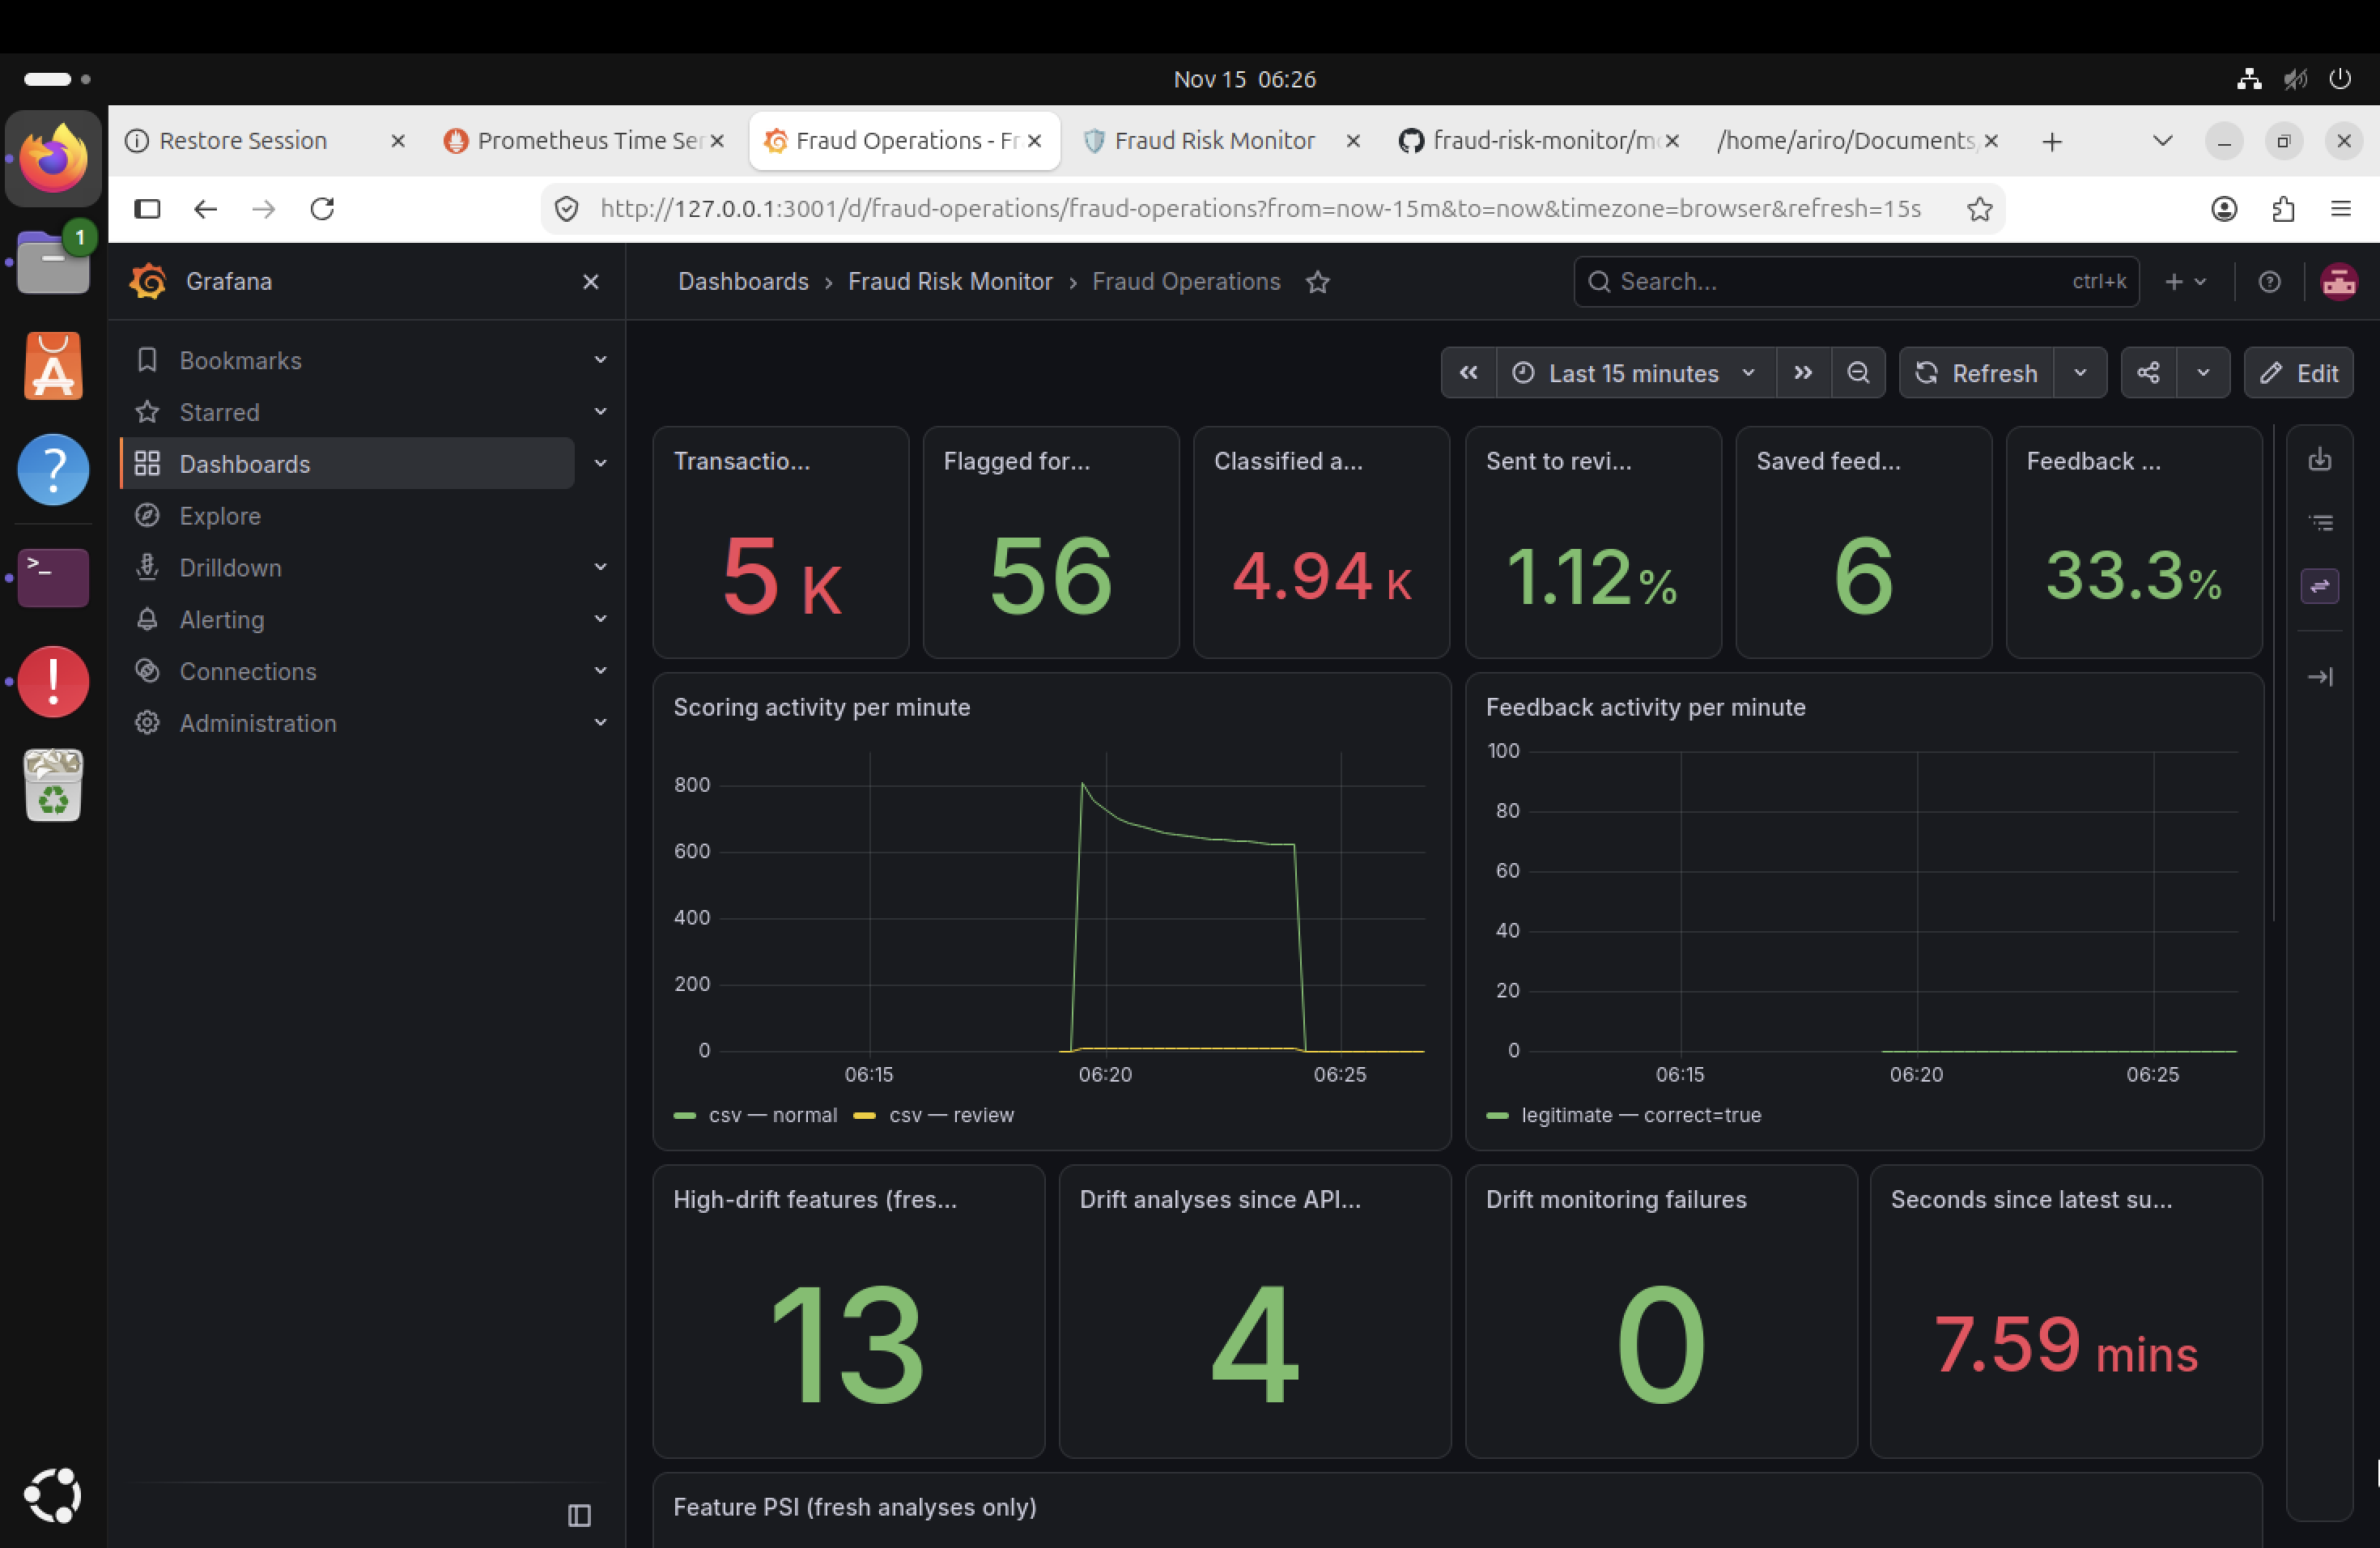 Nov 15 06:26
Restore Session
Prometheus Time Ser
Fraud Operations - Fr
Fraud Risk Monitor
fraud-risk-monitor/mo
/home/ariro/Documents/
http://127.0.0.1:3001/d/fraud-operations/fraud-operations?from=now-15m&to=now&timezone=browser&refresh=15s
1
Grafana
Dashboards › Fraud Risk Monitor › Fraud Operations
Search...
ctrl+k
Bookmarks
Starred
Dashboards
Explore
Drilldown
Alerting
Connections
Administration
Last 15 minutes
Refresh
Edit
Transactio...
5 K
Flagged for...
56
Classified a...
4.94 K
Sent to revi...
1.12%
Saved feed...
6
Feedback ...
33.3%
Scoring activity per minute
800
600
400
200
0
06:15 06:20 06:25
csv — normal csv — review
Feedback activity per minute
100
80
60
40
20
0
06:15 06:20 06:25
legitimate — correct=true
High-drift features (fres...
13
Drift analyses since API...
4
Drift monitoring failures
0
Seconds since latest su...
7.59 mins
Feature PSI (fresh analyses only)